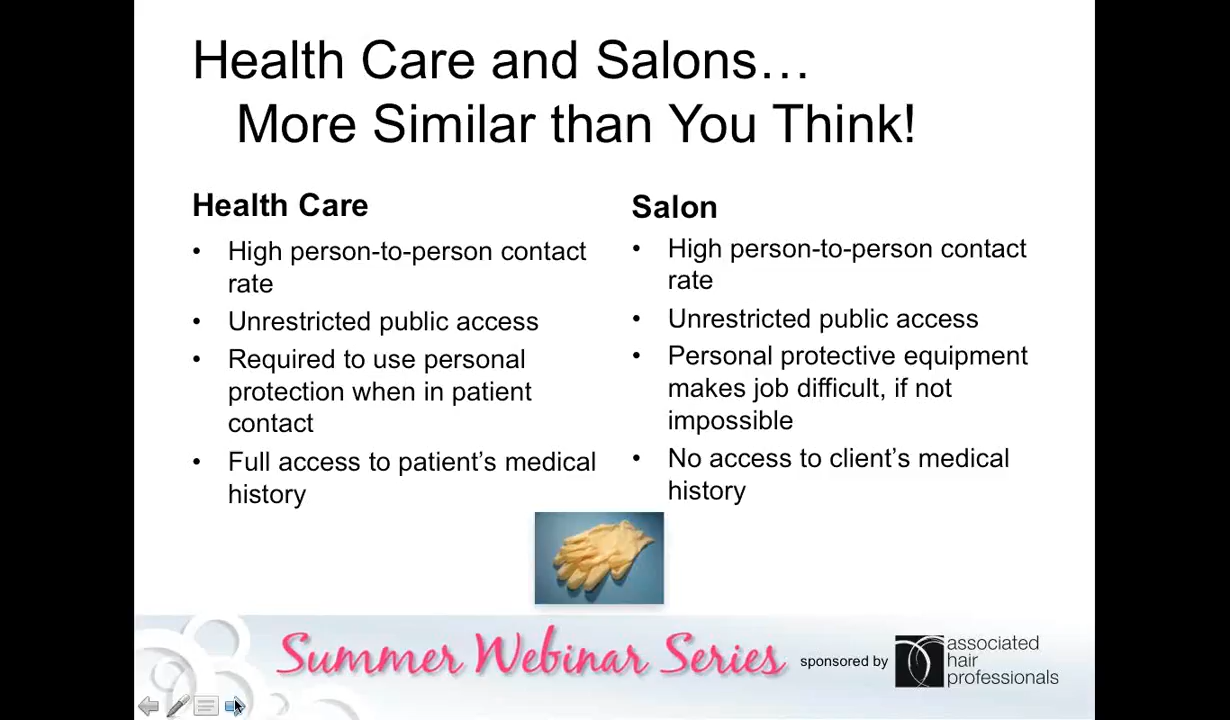 Health Care and Salons…
More Similar than You Think!
Health Care
• High person-to-person contact
rate
• Unrestricted public access
• Required to use personal
protection when in patient
contact
• Full access to patient’s medical
history
Salon
• High person-to-person contact
rate
• Unrestricted public access
• Personal protective equipment
makes job difficult, if not
impossible
• No access to client’s medical
history
Summer Webinar Series
sponsored by
associated
hair
professionals